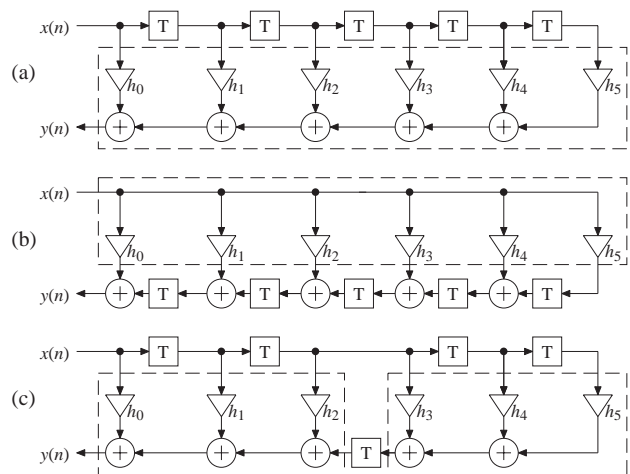 x(n) T T T T T
(a)
h0 h1 h2 h3 h4 h5
y(n) + + + + +
x(n)
(b)
h0 h1 h2 h3 h4 h5
y(n) + T + T + T + T + T
x(n) T T T T
(c)
h0 h1 h2 h3 h4 h5
y(n) + + + T + +